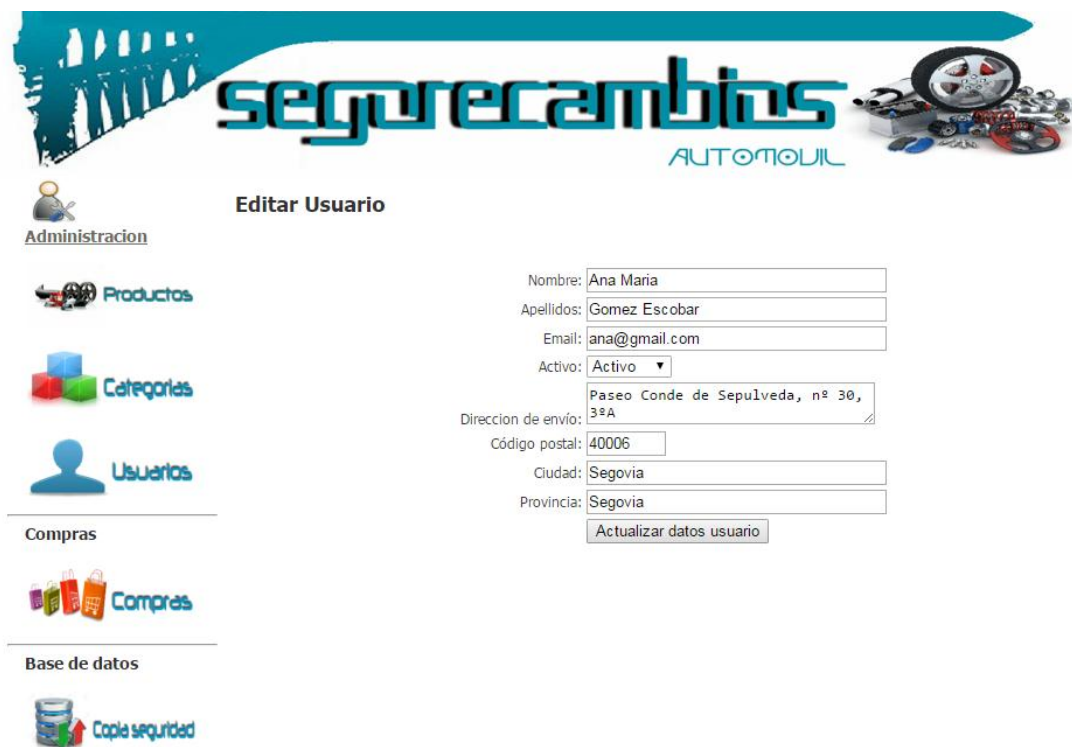 segorecambios
AUTOMOVIL
Administracion
Productos
Categorias
Usuarios
Compras
Compras
Base de datos
Copia seguridad
Editar Usuario
Nombre: Ana Maria
Apellidos: Gomez Escobar
Email: ana@gmail.com
Activo: Activo
Direccion de envío: Paseo Conde de Sepulveda, nº 30,
3ºA
Código postal: 40006
Ciudad: Segovia
Provincia: Segovia
Actualizar datos usuario